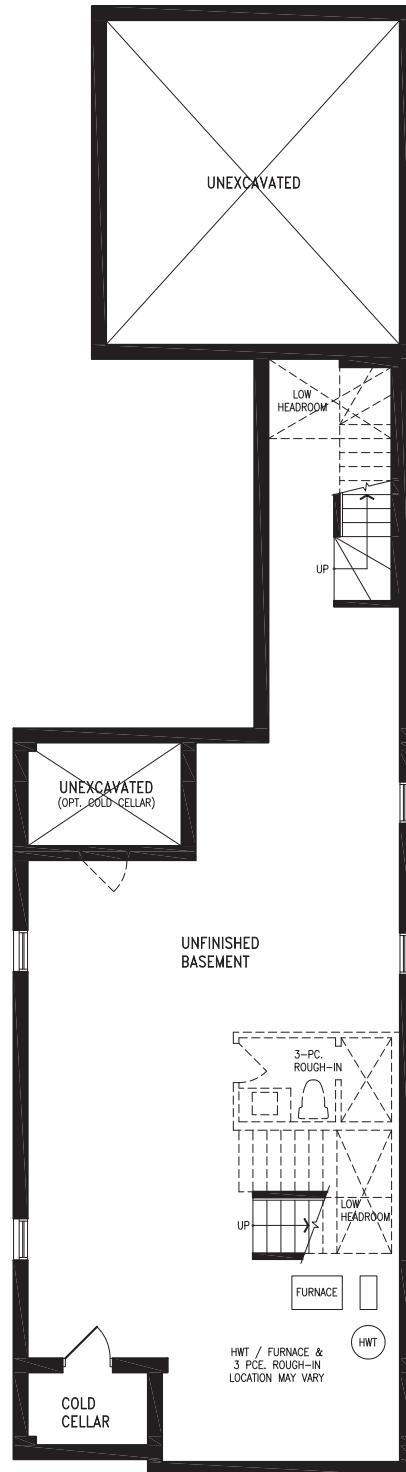 UNEXCAVATED
LOW
HEADROOM
UP
UNEXCAVATED
(OPT. COLD CELLAR)
UNFINISHED
BASEMENT
3-PC.
ROUGH-IN
LOW
HEADROOM
UP
FURNACE
HWT
HWT / FURNACE &
3 PCE. ROUGH-IN
LOCATION MAY VARY
COLD
CELLAR